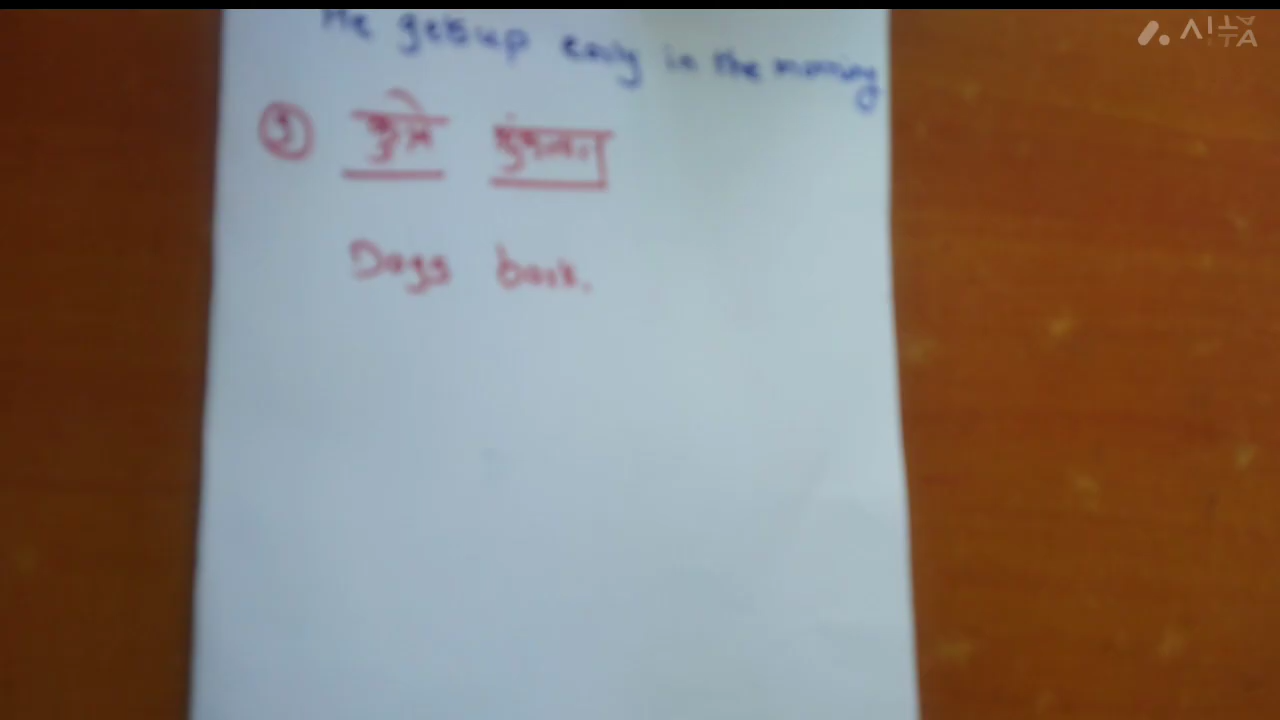 He gets up early in the morning
कुत्ते
Dogs bark.